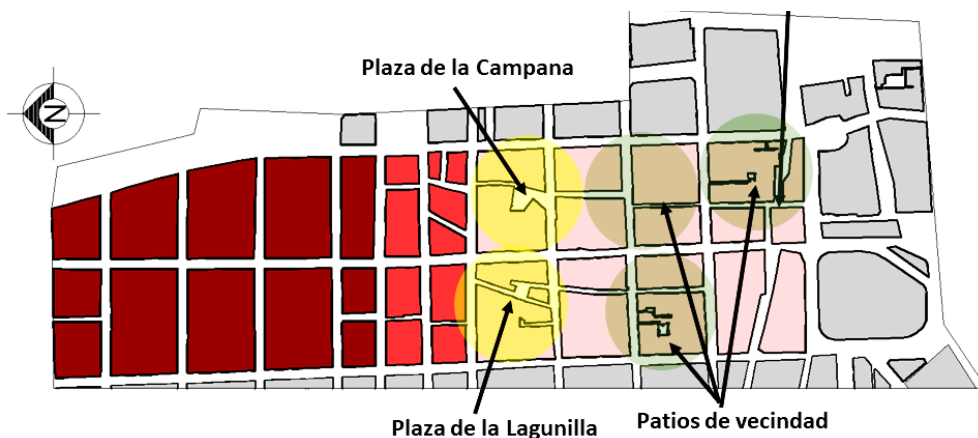 Plaza de la Campana
N
Plaza de la Lagunilla
Patios de vecindad